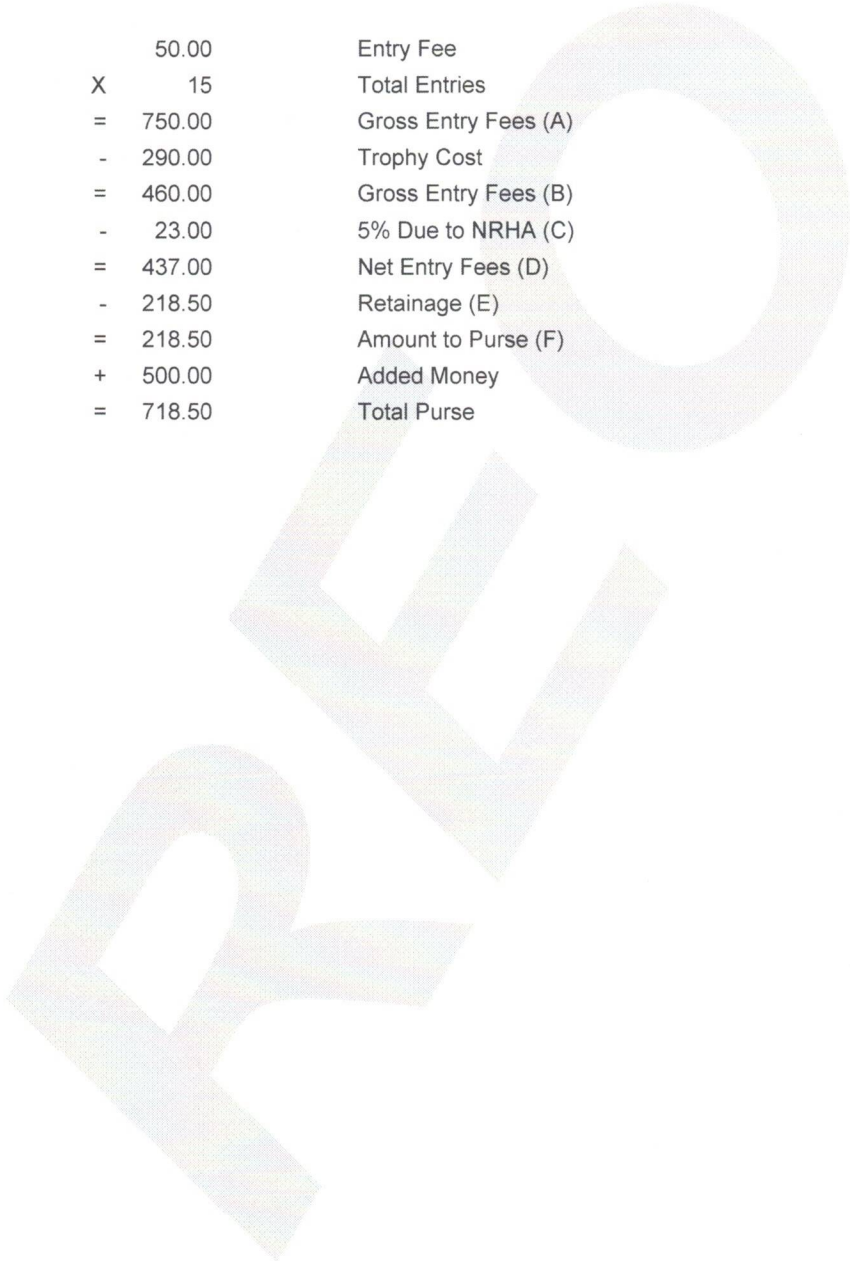 50.00 Entry Fee
X 15 Total Entries
= 750.00 Gross Entry Fees (A)
- 290.00 Trophy Cost
= 460.00 Gross Entry Fees (B)
- 23.00 5% Due to NRHA (C)
= 437.00 Net Entry Fees (D)
- 218.50 Retainage (E)
= 218.50 Amount to Purse (F)
+ 500.00 Added Money
= 718.50 Total Purse
REO